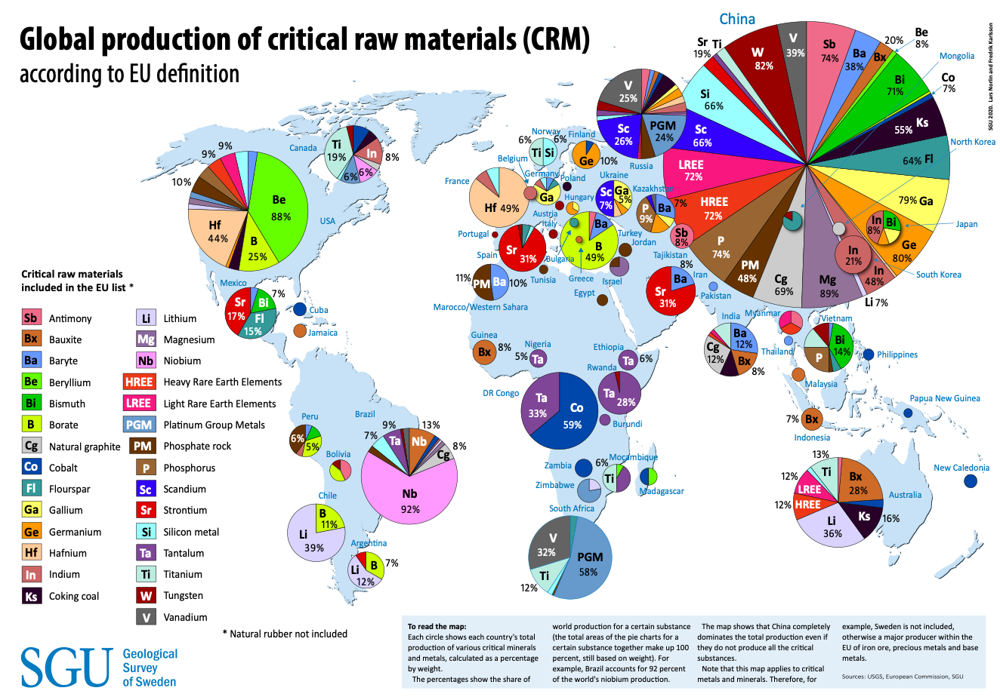 Global production of critical raw materials (CRM)
according to EU definition
SGU 2020. Lars Norlin and Fredrik Karlsson
China
Sb
74%
Ba
38%
Bx
20%
Be
8%
Bi
71%
Co
7%
Ks
55%
64% Fl
79% Ga
Ge
80%
In
48%
Li 7%
Mg
89%
Cg
69%
PM
48%
P
74%
HREE
72%
LREE
72%
Sc
66%
Si
66%
Sr
19%
Ti
W
82%
V
39%
Mongolia
North Korea
Japan
In
8%
Bi
South Korea
In
21%
Russia
V
25%
Sc
26%
PGM
24%
Canada
Ti
19%
In
8%
6%
6%
USA
Be
88%
B
25%
Hf
44%
10%
9%
9%
Mexico
Sr
17%
Bi
7%
Fl
15%
Cuba
Jamaica
Norway
6%
Ti
Si
6%
Finland
Ge
10%
Belgium
France
Hf 49%
Germany
Ga
Poland
Ukraine
Sc
7%
Ga
5%
Hungary
Austria
Italy
Kazakhstan
P
9%
Ba
7%
Portugal
Spain
Sr
31%
Bulgaria
Greece
Turkey
Ba
B
49%
Jordan
Israel
Tunisia
Egypt
Tajikistan
Sb
8%
Iran
Sr
31%
Ba
8%
Pakistan
11%
PM
Ba
10%
Marocco/Western Sahara
India
Ba
12%
Cg
12%
Bx
8%
Myanmar
Thailand
Vietnam
Bi
14%
P
Philippines
Malaysia
Guinea
Bx
8%
Nigeria
5%
Ta
Ethiopia
Ta
6%
Rwanda
Ta
28%
DR Congo
Ta
33%
Co
59%
Burundi
Papua New Guinea
7%
Bx
Indonesia
Zambia
Zimbabwe
Mocambique
6%
Ti
Madagascar
South Africa
V
32%
PGM
58%
Ti
12%
New Caledonia
Australia
13%
Ti
Bx
28%
12%
LREE
12%
HREE
Li
36%
Ks
16%
Peru
6%
5%
Bolivia
Brazil
7%
9%
Ta
Nb
13%
Cg
8%
Nb
92%
Chile
B
11%
Li
39%
Argentina
Li
12%
B
7%
Critical raw materials
included in the EU list *
Sb Antimony
Bx Bauxite
Ba Baryte
Be Beryllium
Bi Bismuth
B Borate
Cg Natural graphite
Co Cobalt
Fl Flourspar
Ga Gallium
Ge Germanium
Hf Hafnium
In Indium
Ks Coking coal
Li Lithium
Mg Magnesium
Nb Niobium
HREE Heavy Rare Earth Elements
LREE Light Rare Earth Elements
PGM Platinum Group Metals
PM Phosphate rock
P Phosphorus
Sc Scandium
Sr Strontium
Si Silicon metal
Ta Tantalum
Ti Titanium
W Tungsten
V Vanadium
* Natural rubber not included
SGU
Geological
Survey
of Sweden
To read the map:
Each circle shows each country's total
production of various critical minerals
and metals, calculated as a percentage
by weight.
The percentages show the share of
world production for a certain substance
(the total areas of the pie charts for a
certain substance together make up 100
percent, still based on weight). For
example, Brazil accounts for 92 percent
of the world's niobium production.
The map shows that China completely
dominates the total production even if
they do not produce all the critical
substances.
Note that this map applies to critical
metals and minerals. Therefore, for
example, Sweden is not included,
otherwise a major producer within the
EU of iron ore, precious metals and base
metals.
Sources: USGS, European Commission, SGU